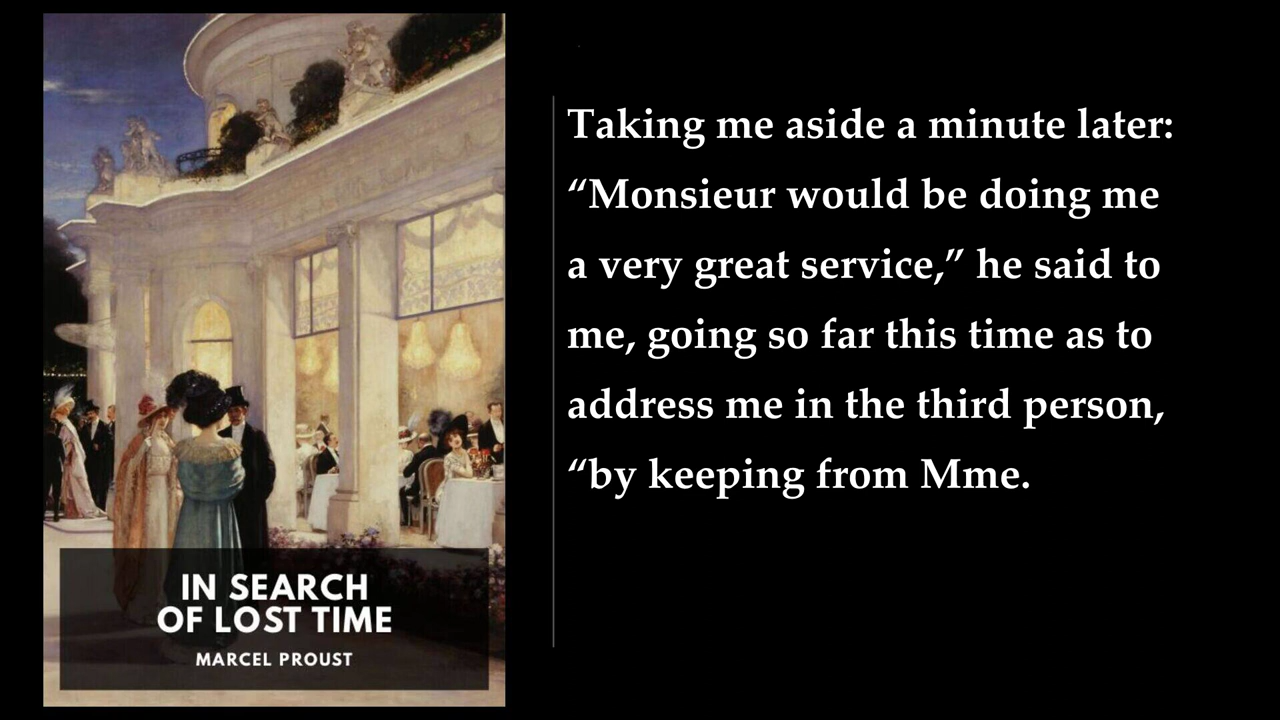 IN SEARCH
OF LOST TIME
MARCEL PROUST
Taking me aside a minute later:
“Monsieur would be doing me
a very great service,” he said to
me, going so far this time as to
address me in the third person,
“by keeping from Mme.